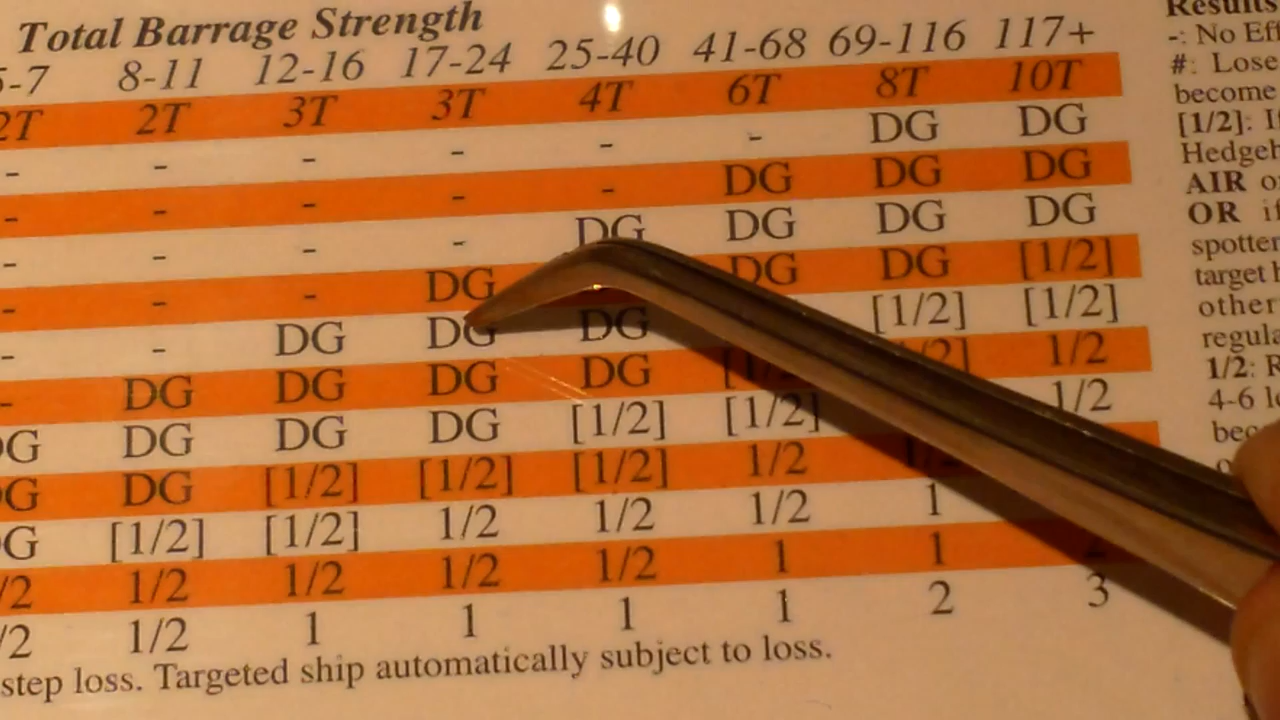 Total Barrage Strength
5-7 8-11 12-16 17-24 25-40 41-68 69-116 117+
2T 2T 3T 3T 4T 6T 8T 10T
- - - - - - DG DG
- - - - - DG DG DG
- - - - DG DG DG DG
- - - DG DG DG [1/2]
- - DG DG DG [1/2] [1/2]
- DG DG DG DG 1/2
DG DG DG DG [1/2] [1/2] 1/2
DG DG [1/2] [1/2] [1/2] 1/2
DG [1/2] [1/2] 1/2 1/2 1/2 1
1/2 1/2 1/2 1/2 1/2 1 1
1/2 1/2 1 1 1 1 2 3
step loss. Targeted ship automatically subject to loss.
Results
-: No Eff
#: Lose
become
[1/2]: I
Hedgeh
AIR o
OR if
spotter
target h
other
regula
1/2: R
4-6 lo
bec